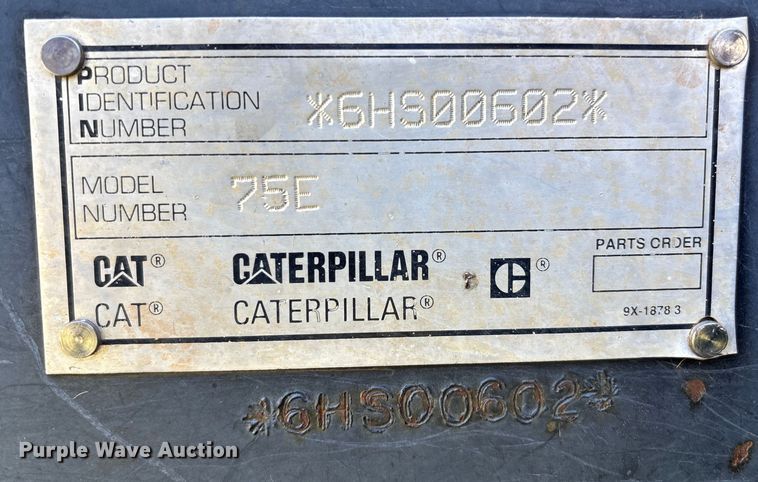 PRODUCT
IDENTIFICATION
NUMBER
*6HS00602*
MODEL
NUMBER
75E
CAT® CATERPILLAR® C®
CAT® CATERPILLAR®
PARTS ORDER
9X-1878 3
*6HS00602*
Purple Wave Auction